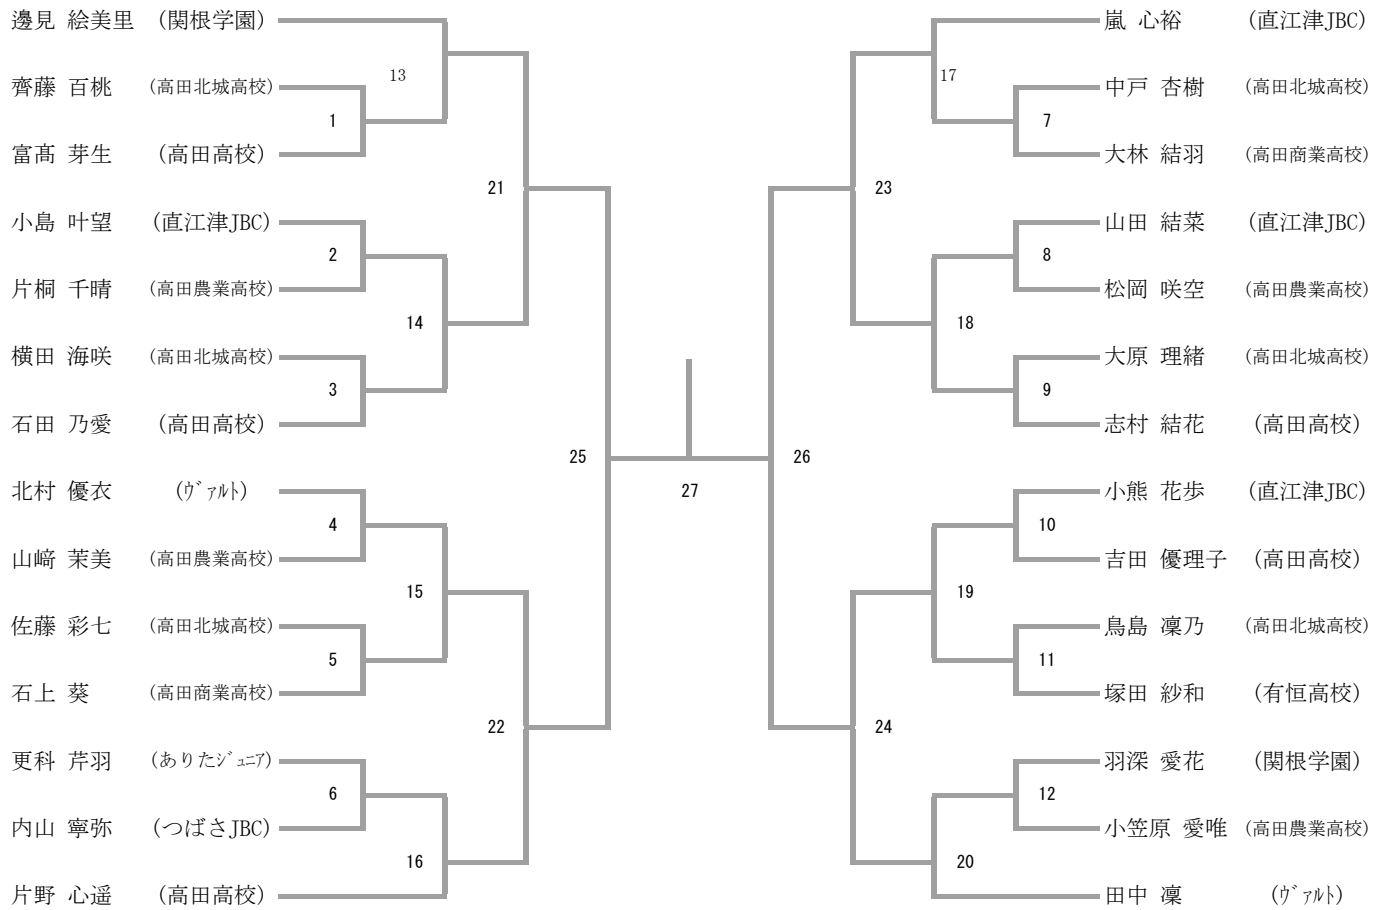 邊見 絵美里 (関根学園)
13
齊藤 百桃 (高田北城高校)
1
富髙 芽生 (高田高校)
21
小島 叶望 (直江津JBC)
2
片桐 千晴 (高田農業高校)
14
横田 海咲 (高田北城高校)
3
石田 乃愛 (高田高校)
25
北村 優衣 (ヴァルト)
4
山﨑 茉美 (高田農業高校)
15
佐藤 彩七 (高田北城高校)
5
石上 葵 (高田商業高校)
22
更科 芹羽 (ありたジュニア)
6
内山 寧弥 (つばさJBC)
16
片野 心遥 (高田高校)
27
嵐 心裕 (直江津JBC)
17
中戸 杏樹 (高田北城高校)
7
大林 結羽 (高田商業高校)
23
山田 結菜 (直江津JBC)
8
松岡 咲空 (高田農業高校)
18
大原 理緒 (高田北城高校)
9
志村 結花 (高田高校)
26
小熊 花歩 (直江津JBC)
10
吉田 優理子 (高田高校)
19
鳥島 凜乃 (高田北城高校)
11
塚田 紗和 (有恒高校)
24
羽深 愛花 (関根学園)
12
小笠原 愛唯 (高田農業高校)
20
田中 凜 (ヴァルト)